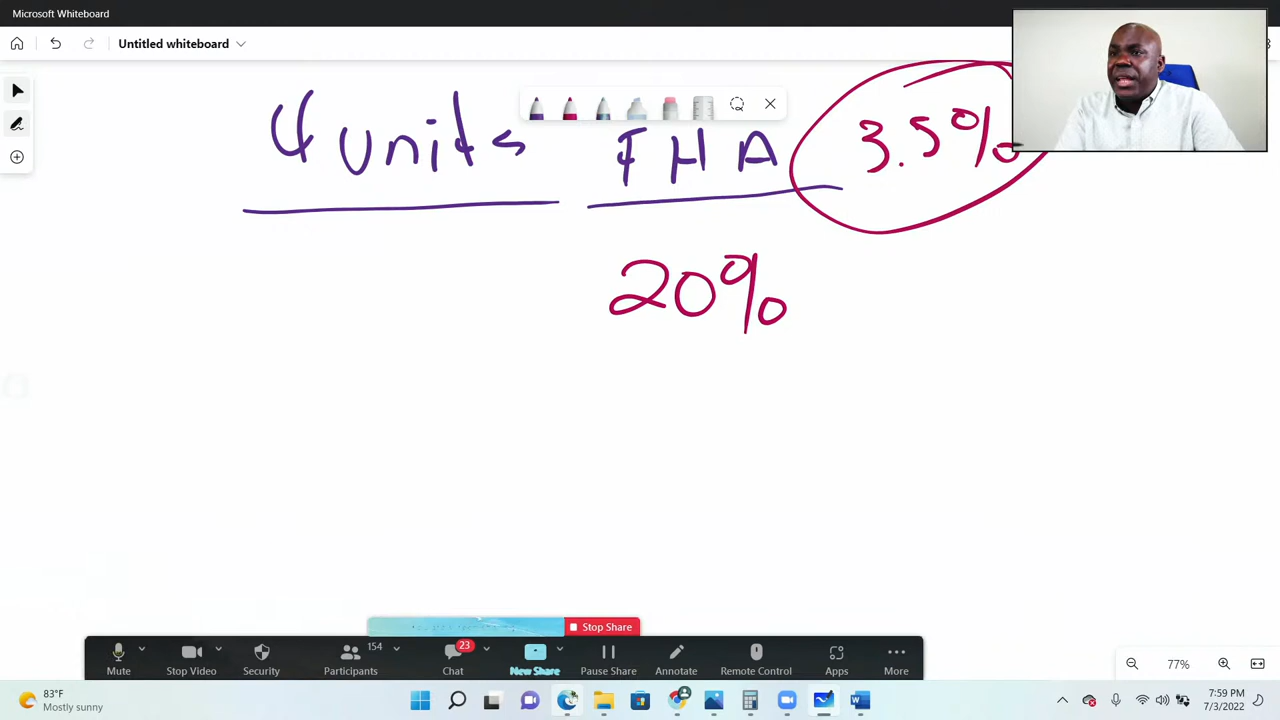 Microsoft Whiteboard
Untitled whiteboard
4 units FHA 3.5%
20%
Stop Share
154
23
Mute
Stop Video
Security
Participants
Chat
New Share
Pause Share
Annotate
Remote Control
Apps
More
77%
83°F
Mostly sunny
7:59 PM
7/3/2022